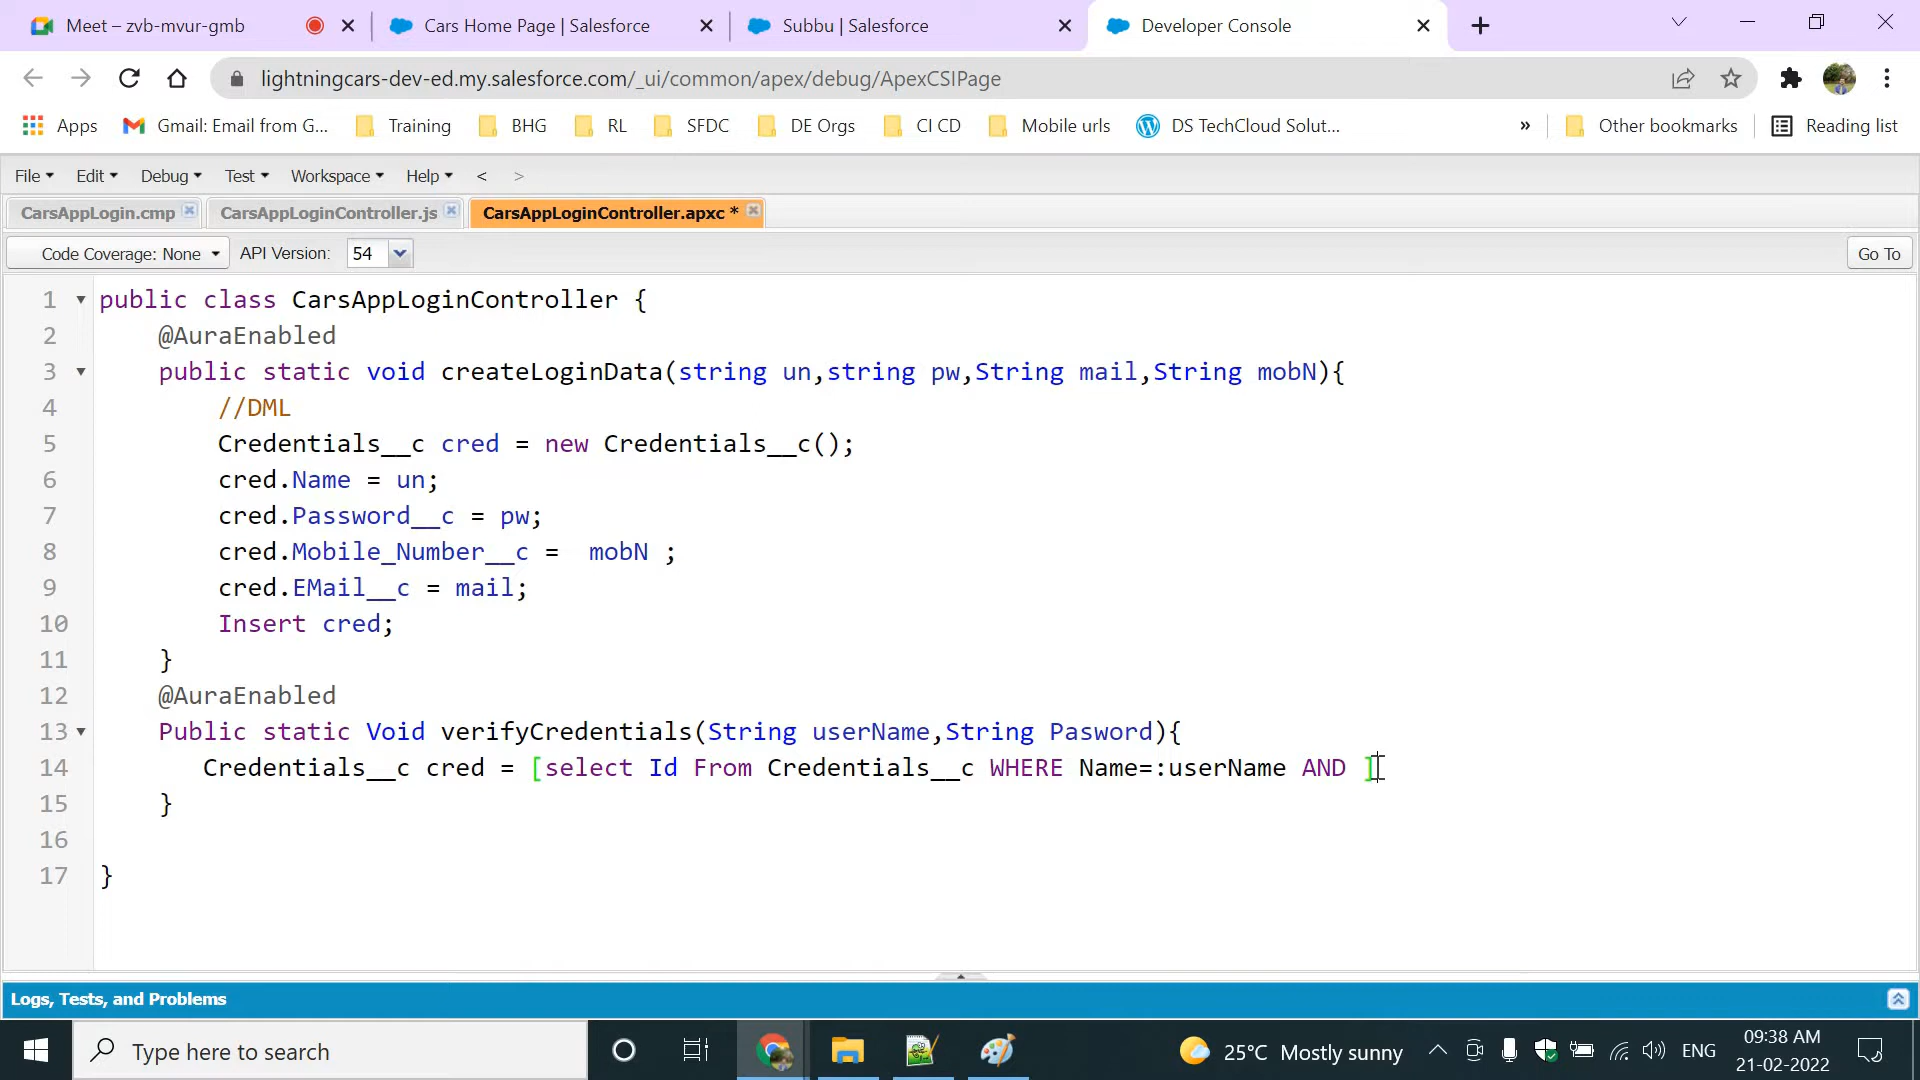 Meet – zvb-mvur-gmb
Cars Home Page | Salesforce
Subbu | Salesforce
Developer Console
lightningcars-dev-ed.my.salesforce.com/_ui/common/apex/debug/ApexCSIPage
Apps
Gmail: Email from G...
Training
BHG
RL
SFDC
DE Orgs
CI CD
Mobile urls
DS TechCloud Solut...
»
Other bookmarks
Reading list
File Edit Debug Test Workspace Help < >
CarsAppLogin.cmp
CarsAppLoginController.js
CarsAppLoginController.apxc *
Code Coverage: None API Version: 54 Go To
1 public class CarsAppLoginController {
2 @AuraEnabled
3 public static void createLoginData(string un,string pw,String mail,String mobN){
4 //DML
5 Credentials__c cred = new Credentials__c();
6 cred.Name = un;
7 cred.Password__c = pw;
8 cred.Mobile_Number__c =  mobN ;
9 cred.EMail__c = mail;
10 Insert cred;
11 }
12 @AuraEnabled
13 Public static Void verifyCredentials(String userName,String Pasword){
14 Credentials__c cred = [select Id From Credentials__c WHERE Name=:userName AND ]
15 }
16
17 }
Logs, Tests, and Problems
Type here to search
25°C Mostly sunny
ENG
09:38 AM
21-02-2022